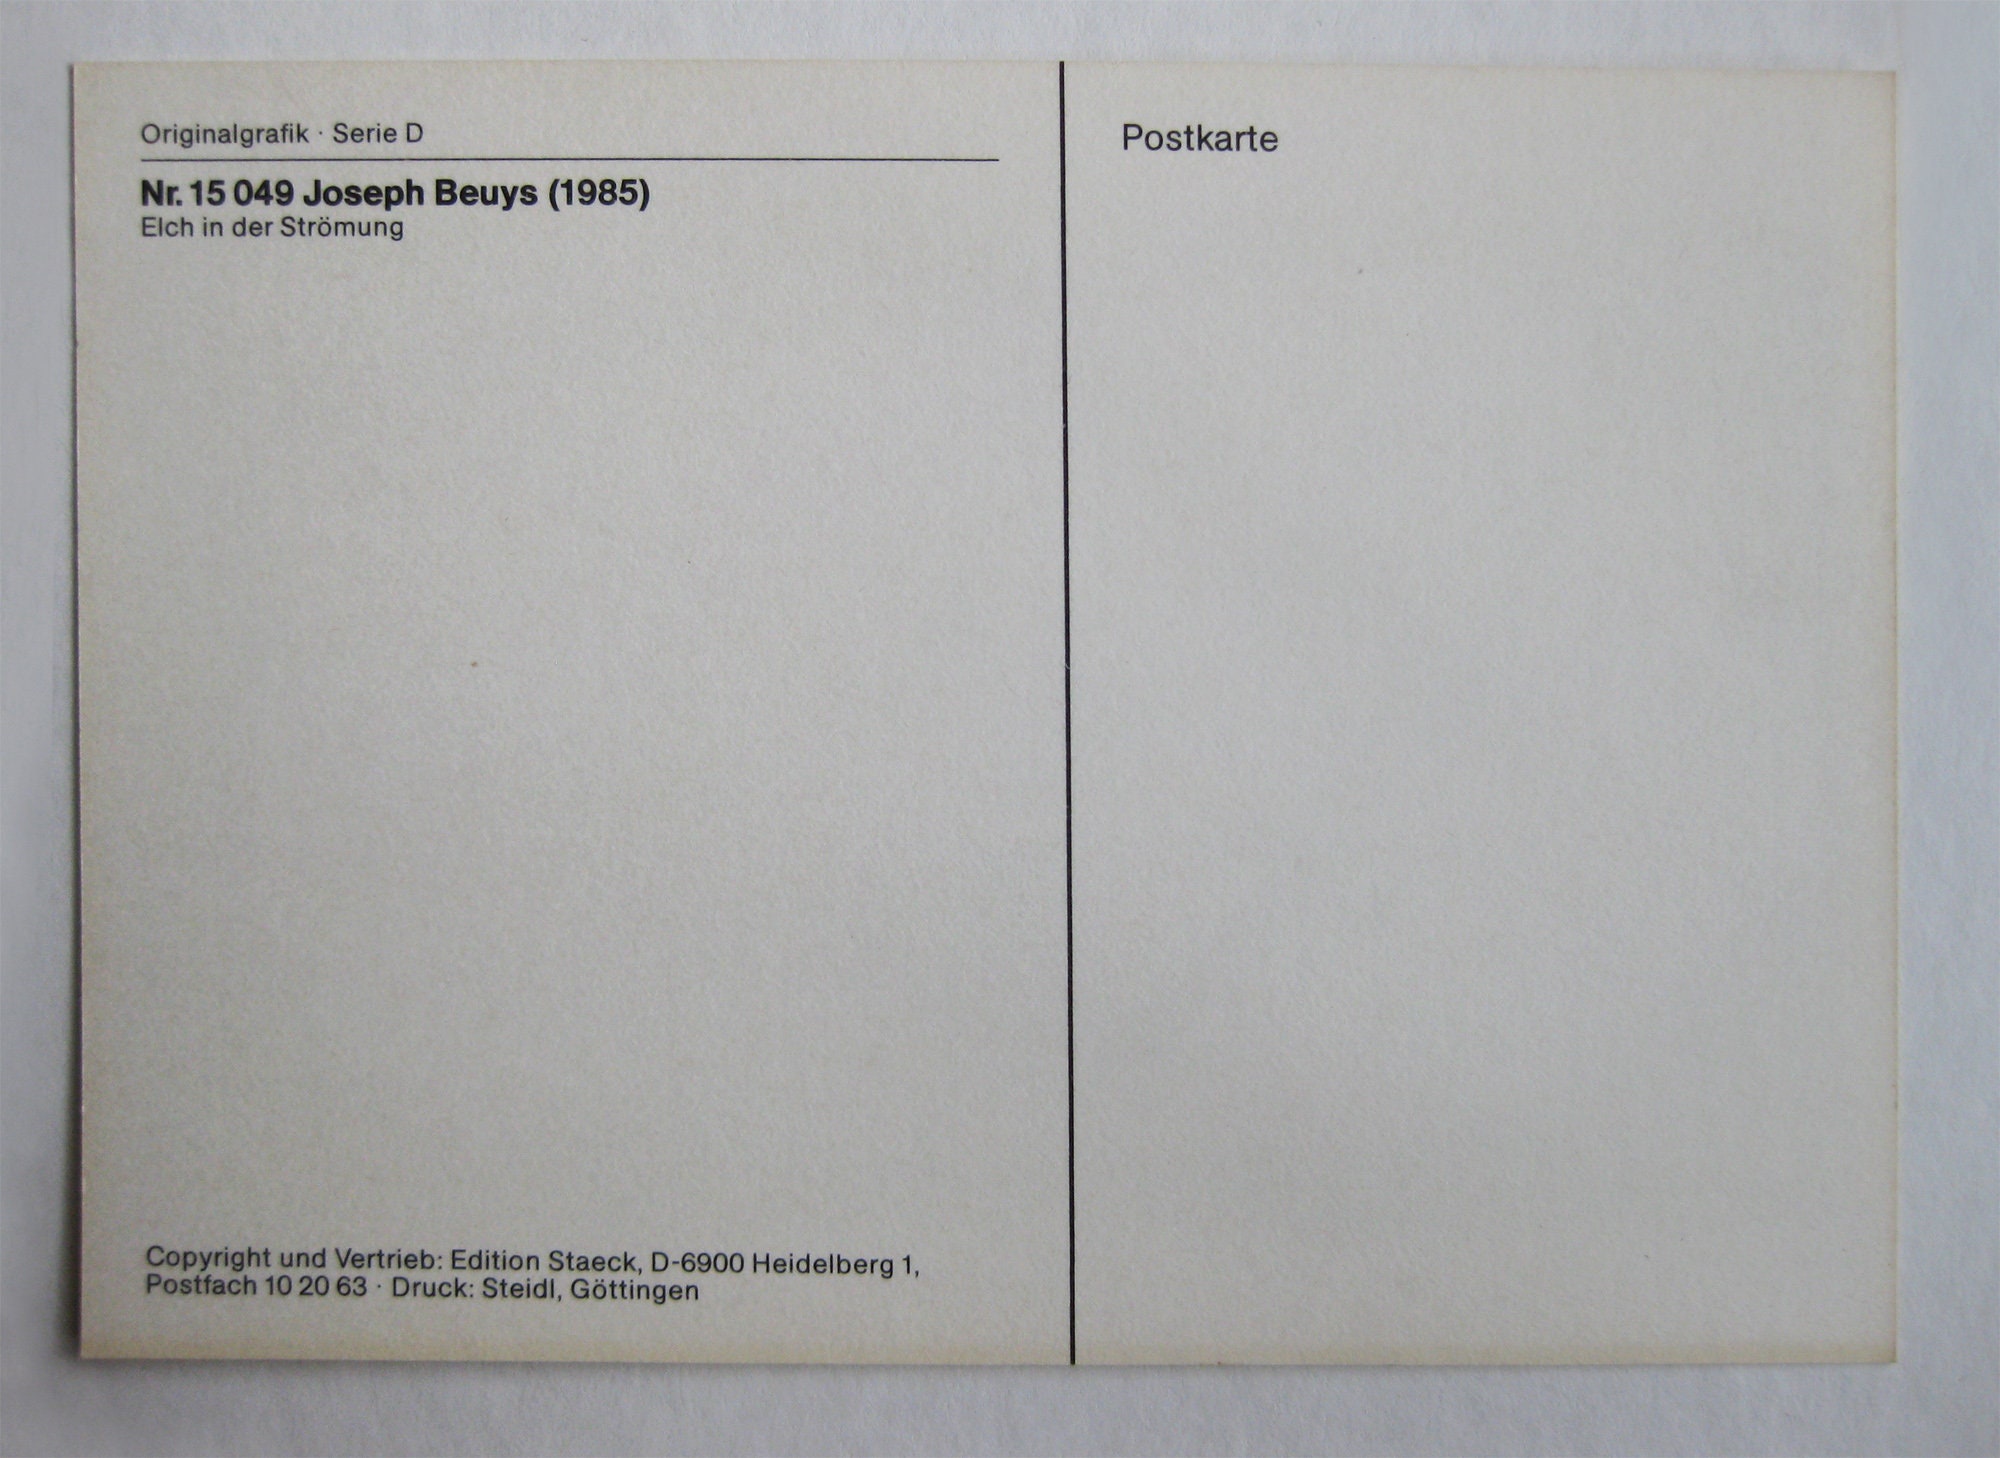 Originalgrafik · Serie D
Nr. 15 049 Joseph Beuys (1985)
Elch in der Strömung
Copyright und Vertrieb: Edition Staeck, D-6900 Heidelberg 1,
Postfach 10 20 63 · Druck: Steidl, Göttingen
Postkarte